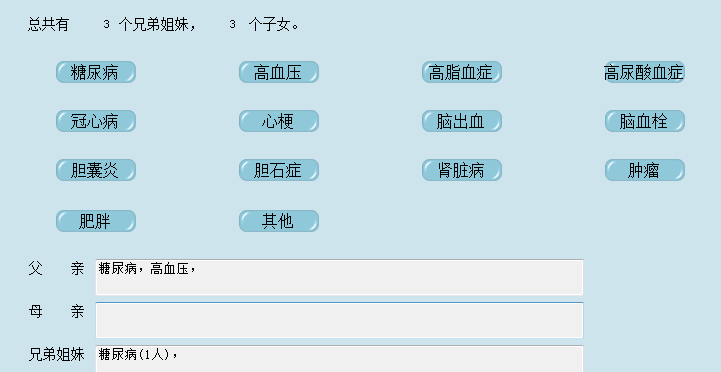 总共有 3 个兄弟姐妹， 3 个子女。
糖尿病 高血压 高脂血症 高尿酸血症
冠心病 心梗 脑出血 脑血栓
胆囊炎 胆石症 肾脏病 肿瘤
肥胖 其他
父 亲 糖尿病，高血压，
母 亲
兄弟姐妹 糖尿病(1人)，